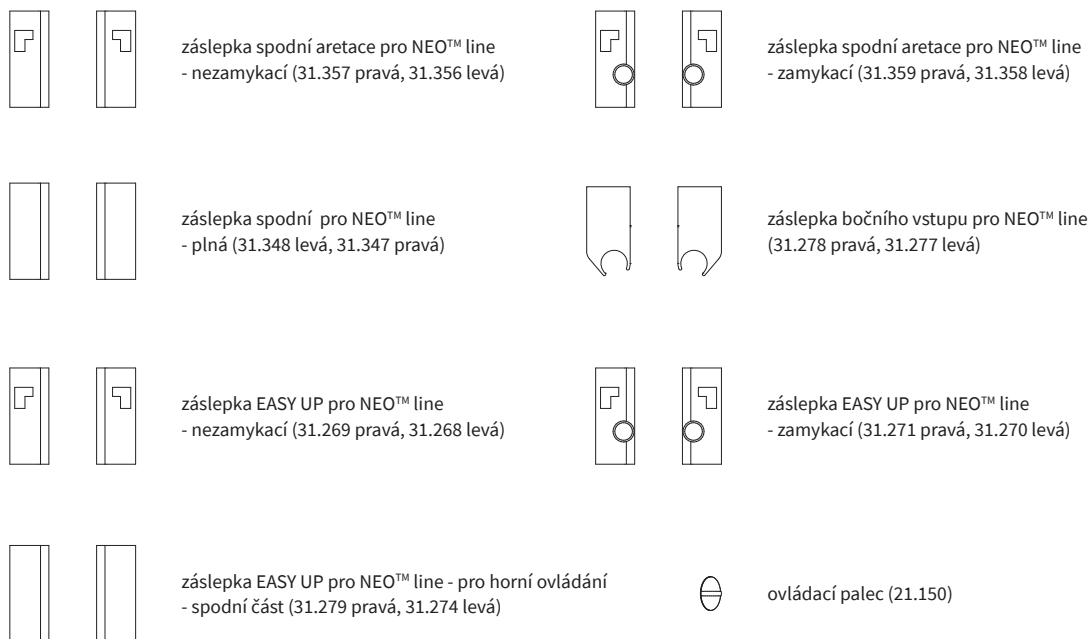 záslepka spodní aretace pro NEO™ line
- nezamykací (31.357 pravá, 31.356 levá)
záslepka spodní aretace pro NEO™ line
- zamykací (31.359 pravá, 31.358 levá)
záslepka spodní  pro NEO™ line
- plná (31.348 levá, 31.347 pravá)
záslepka bočního vstupu pro NEO™ line
(31.278 pravá, 31.277 levá)
záslepka EASY UP pro NEO™ line
- nezamykací (31.269 pravá, 31.268 levá)
záslepka EASY UP pro NEO™ line
- zamykací (31.271 pravá, 31.270 levá)
záslepka EASY UP pro NEO™ line - pro horní ovládání
- spodní část (31.279 pravá, 31.274 levá)
ovládací palec (21.150)